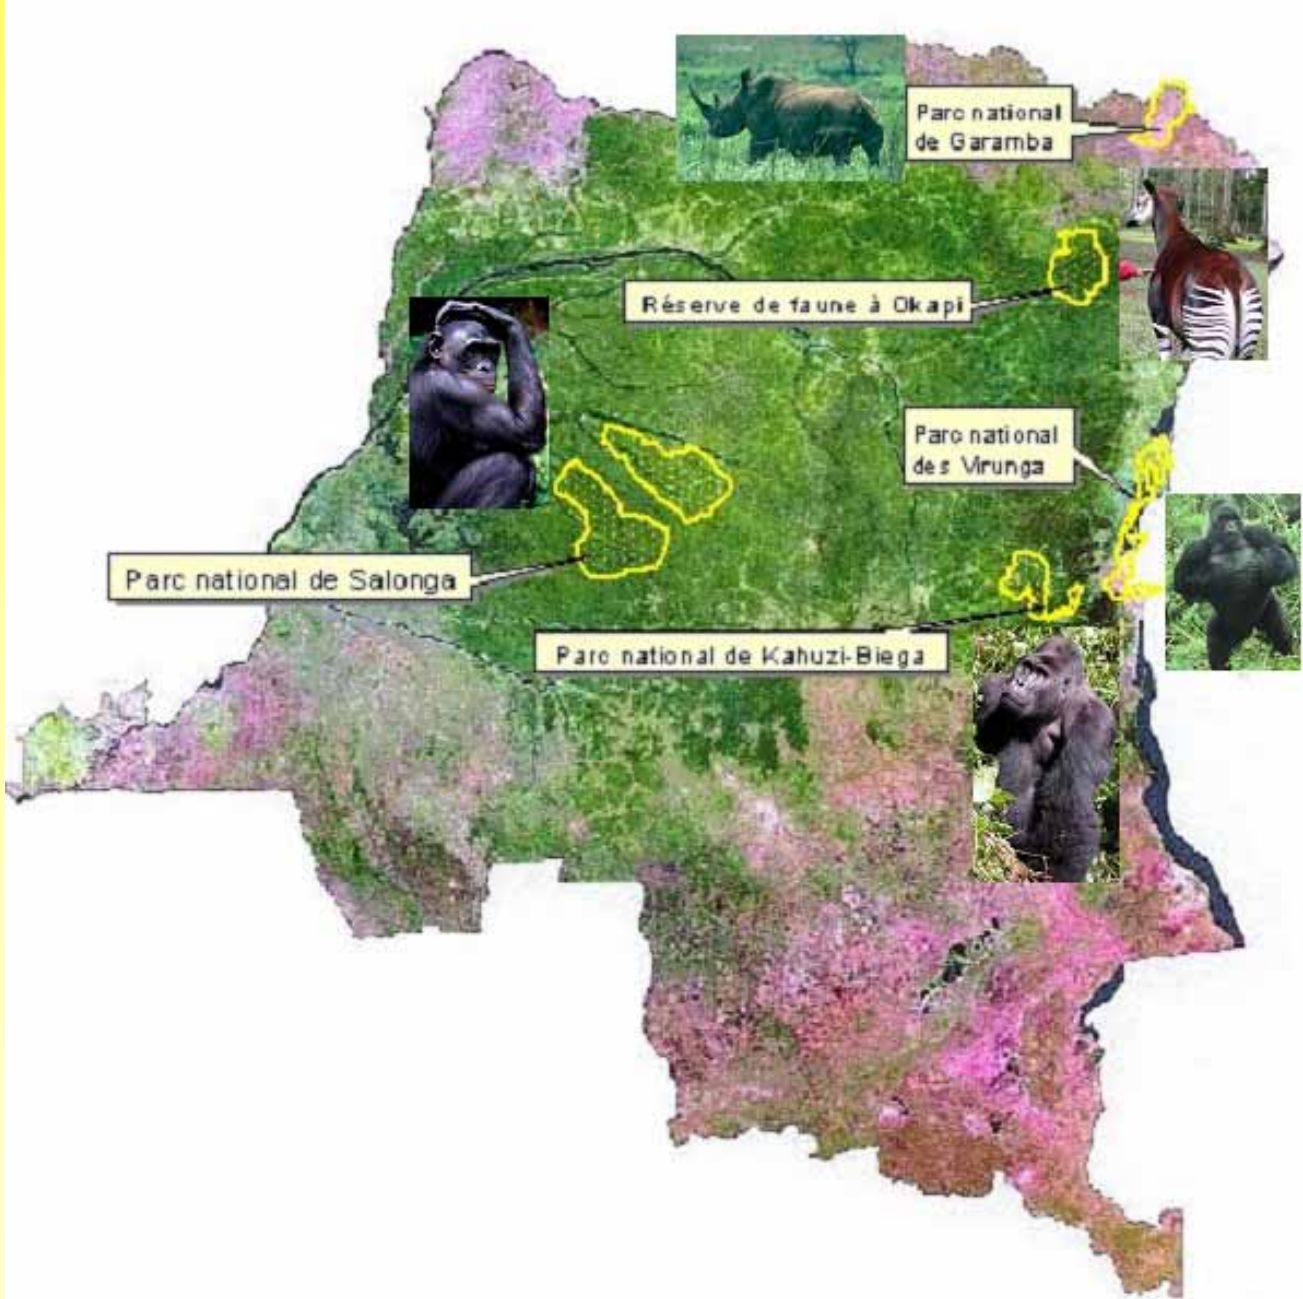 Parc national
de Garamba
Réserve de faune à Okapi
Parc national
des Virunga
Parc national de Salonga
Parc national de Kahuzi-Biega